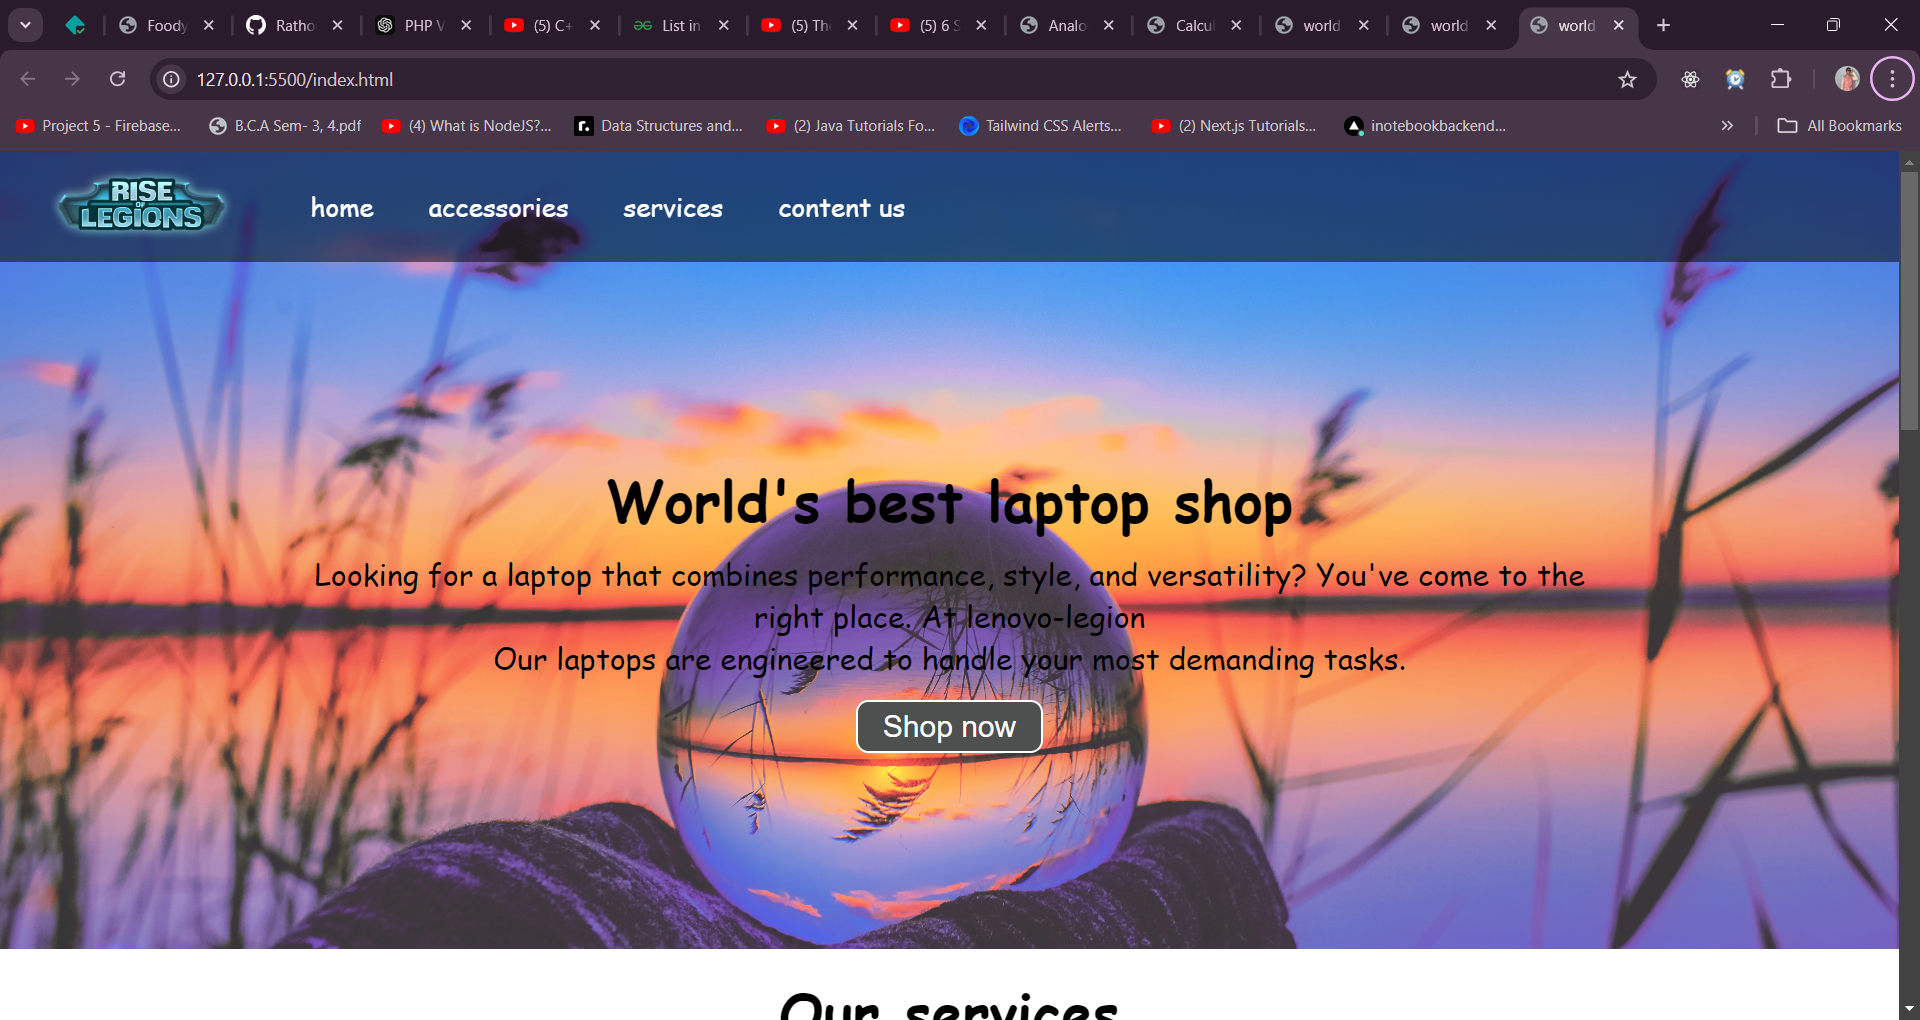 Foody
Ratho
PHP V
(5) C+
List in
(5) Th
(5) 6 S
Analo
Calcul
world
world
world
127.0.0.1:5500/index.html
Project 5 - Firebase...
B.C.A Sem- 3, 4.pdf
(4) What is NodeJS?...
Data Structures and...
(2) Java Tutorials Fo...
Tailwind CSS Alerts...
(2) Next.js Tutorials...
inotebookbackend...
All Bookmarks
RISE
OF
LEGIONS
home
accessories
services
content us
World's best laptop shop
Looking for a laptop that combines performance, style, and versatility? You've come to the
right place. At lenovo-legion
Our laptops are engineered to handle your most demanding tasks.
Shop now
Our services